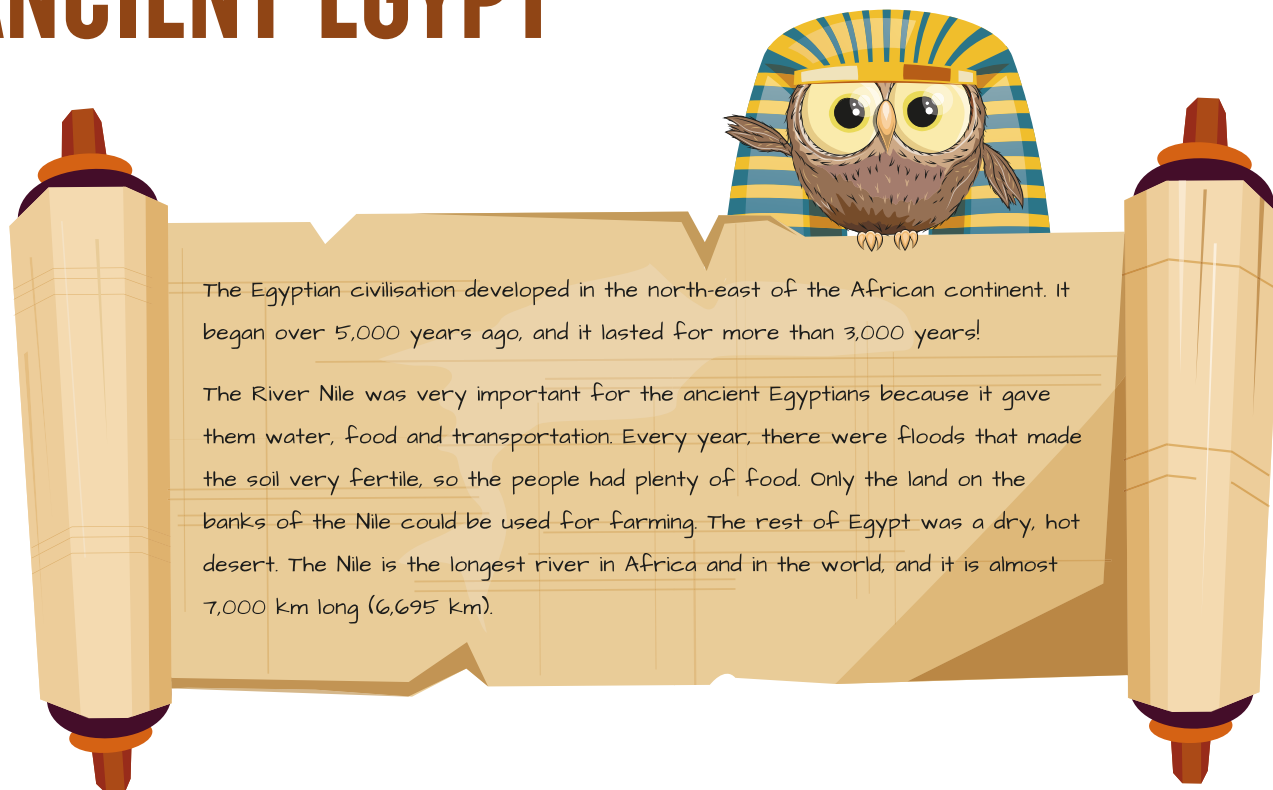 ANCIENT EGYPT
The Egyptian civilisation developed in the north-east of the African continent. It
began over 5,000 years ago, and it lasted for more than 3,000 years!
The River Nile was very important for the ancient Egyptians because it gave
them water, food and transportation. Every year, there were floods that made
the soil very fertile, so the people had plenty of food. Only the land on the
banks of the Nile could be used for farming. The rest of Egypt was a dry, hot
desert. The Nile is the longest river in Africa and in the world, and it is almost
7,000 km long (6,695 km).